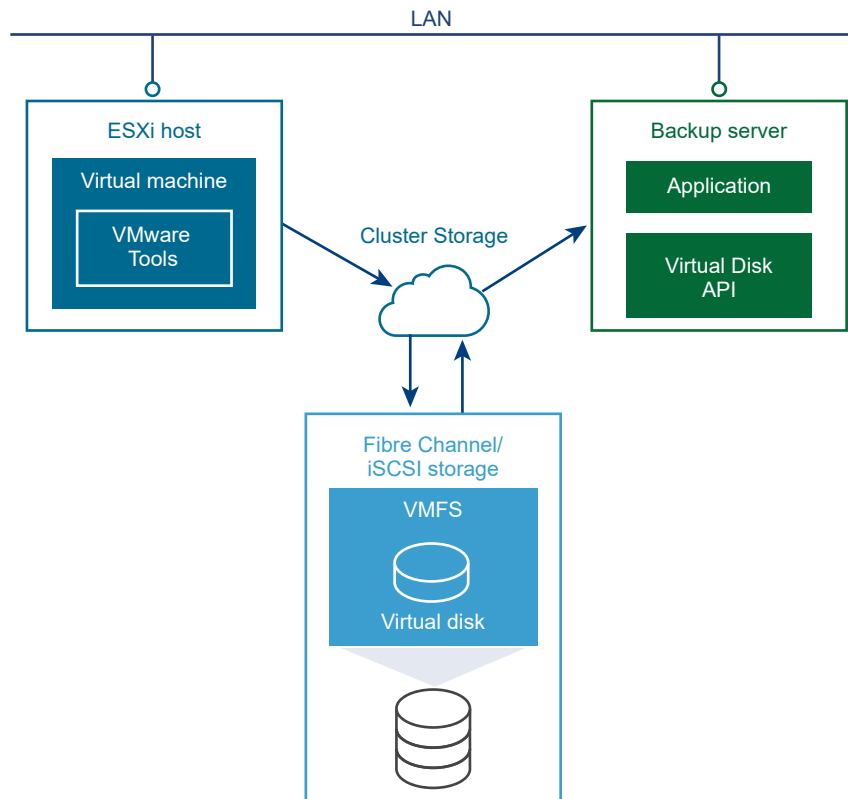 LAN
ESXi host
Virtual machine
VMware
Tools
Cluster Storage
Backup server
Application
Virtual Disk
API
Fibre Channel/
iSCSI storage
VMFS
Virtual disk